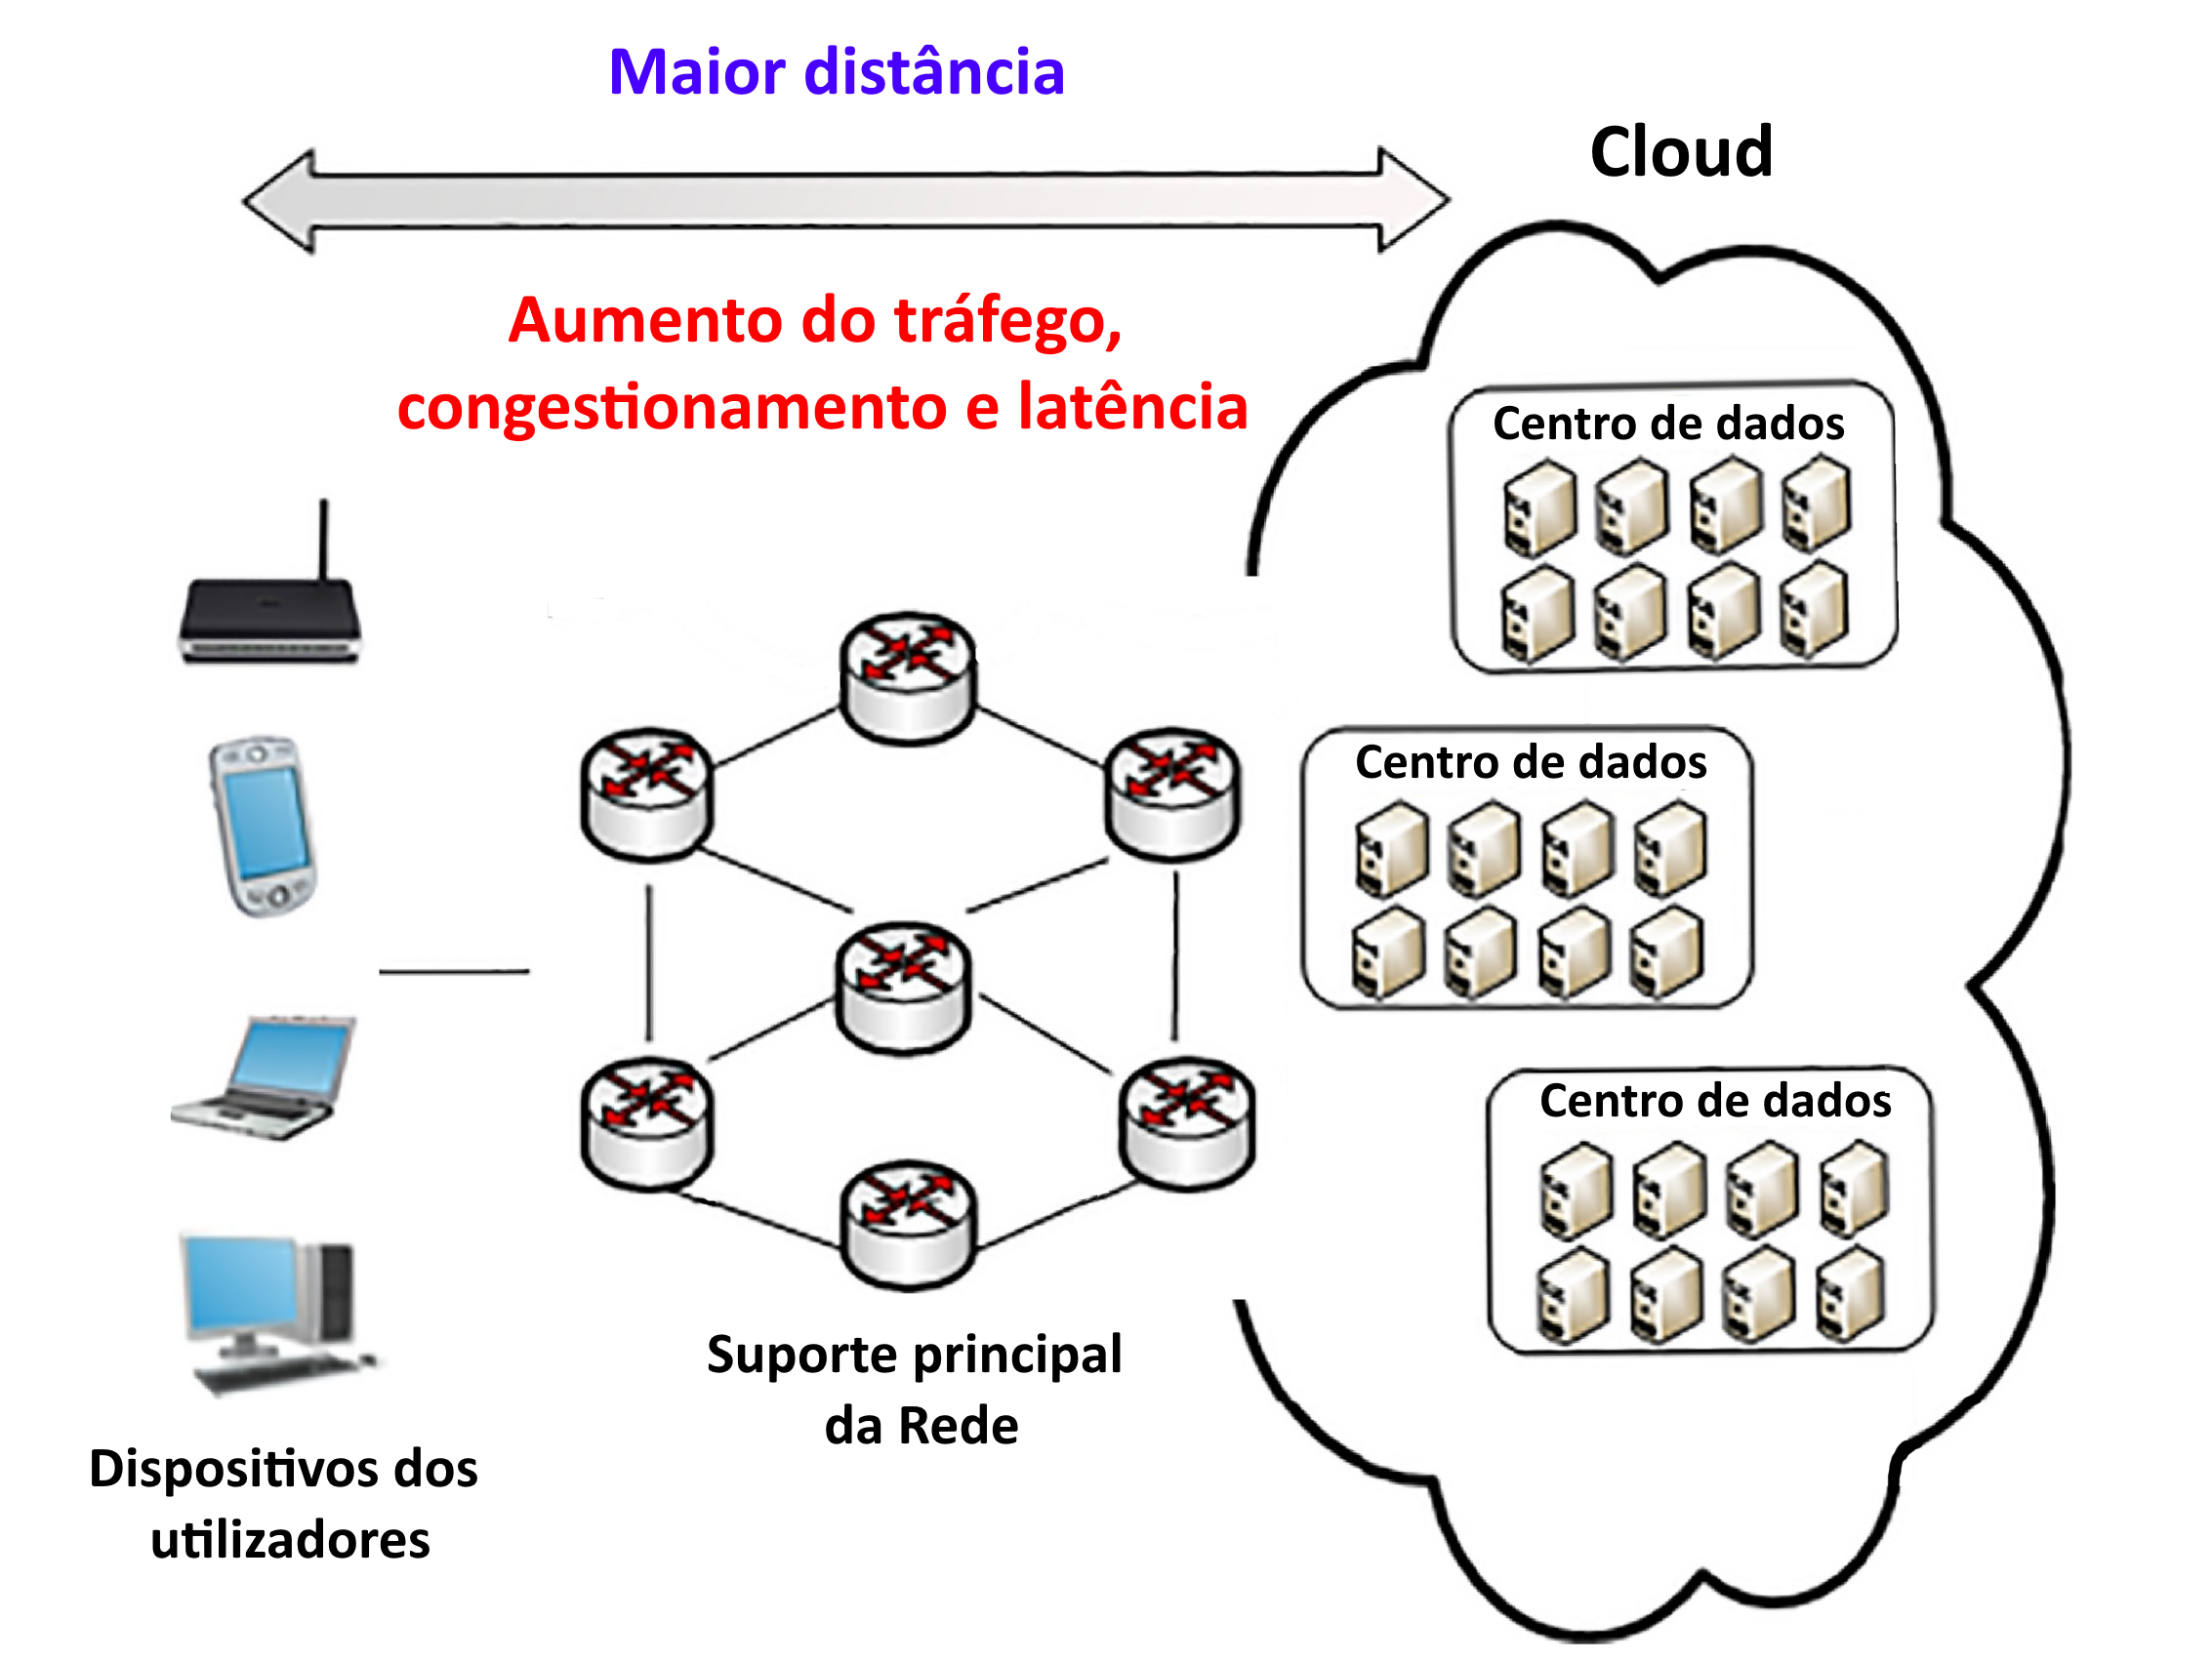 Maior distância
Cloud
Aumento do tráfego,
congestionamento e latência
Centro de dados
Centro de dados
Centro de dados
Suporte principal
da Rede
Dispositivos dos
utilizadores